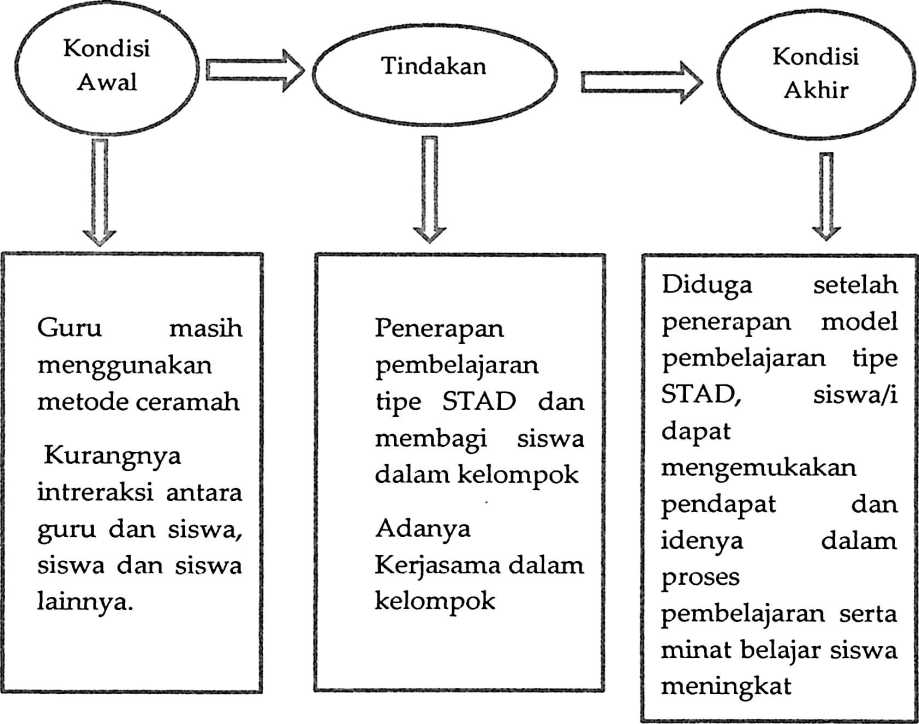 Kondisi
Awal
Tindakan
Kondisi
Akhir
Guru masih
menggunakan
metode ceramah
Kurangnya
intreraksi antara
guru dan siswa,
siswa dan siswa
lainnya.
Penerapan
pembelajaran
tipe STAD dan
membagi siswa
dalam kelompok
Adanya
Kerjasama dalam
kelompok
Diduga setelah
penerapan model
pembelajaran tipe
STAD, siswa/i
dapat
mengemukakan
pendapat dan
idenya dalam
proses
pembelajaran serta
minat belajar siswa
meningkat